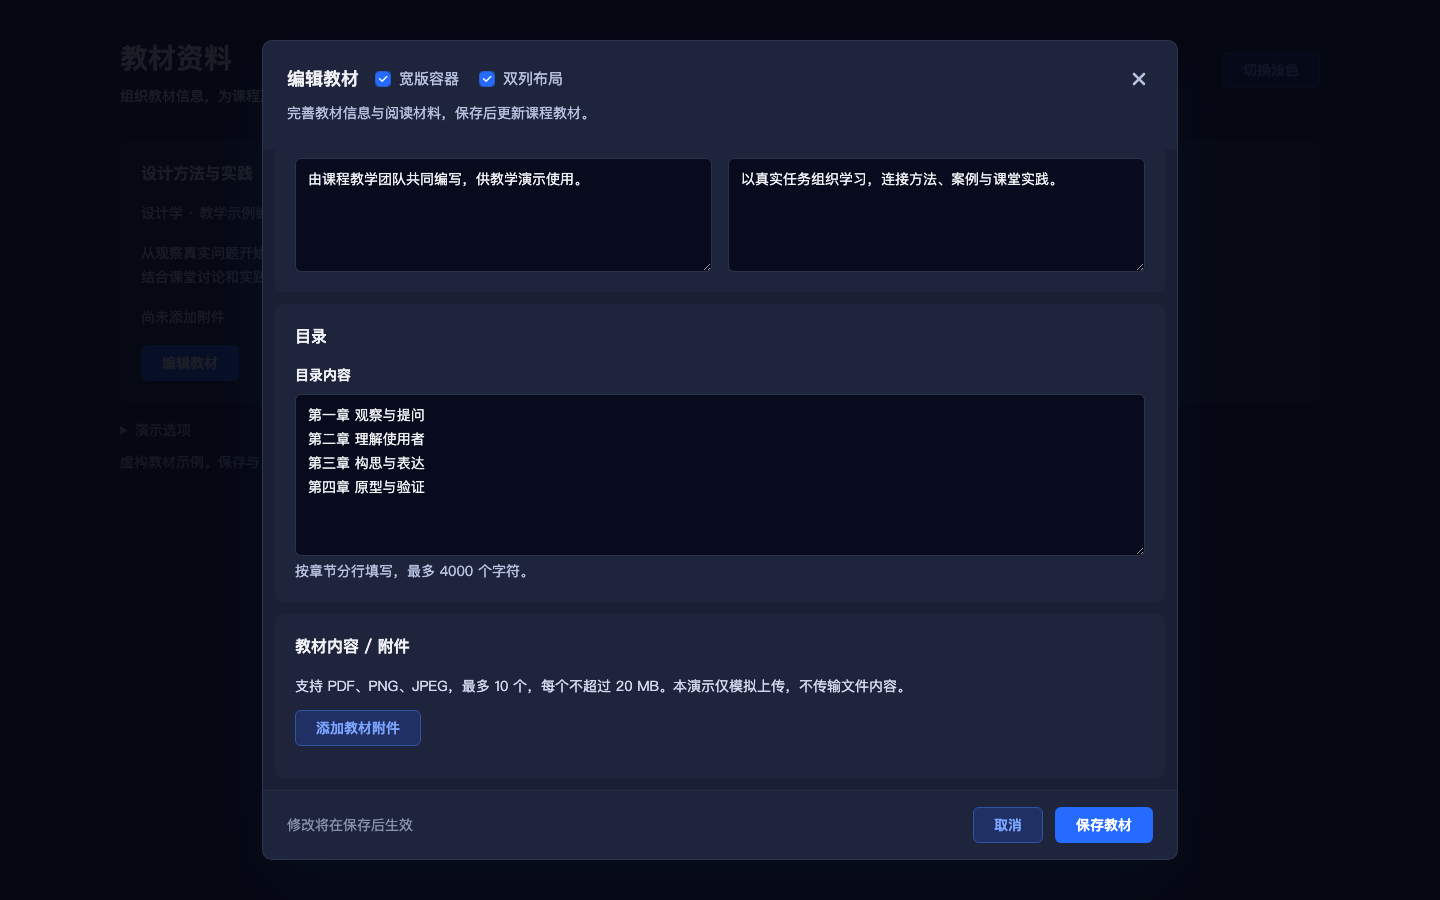 教材资料
组织教材信息，为课程
切换浅色
设计方法与实践
设计学 · 教学示例
从观察真实问题开始
结合课堂讨论和实践
尚未添加附件
编辑教材
演示选项
虚构教材示例。保存与
编辑教材
宽版容器
双列布局
完善教材信息与阅读材料，保存后更新课程教材。
由课程教学团队共同编写，供教学演示使用。
以真实任务组织学习，连接方法、案例与课堂实践。
目录
目录内容
第一章 观察与提问
第二章 理解使用者
第三章 构思与表达
第四章 原型与验证
按章节分行填写，最多 4000 个字符。
教材内容 / 附件
支持 PDF、PNG、JPEG，最多 10 个，每个不超过 20 MB。本演示仅模拟上传，不传输文件内容。
添加教材附件
修改将在保存后生效
取消
保存教材